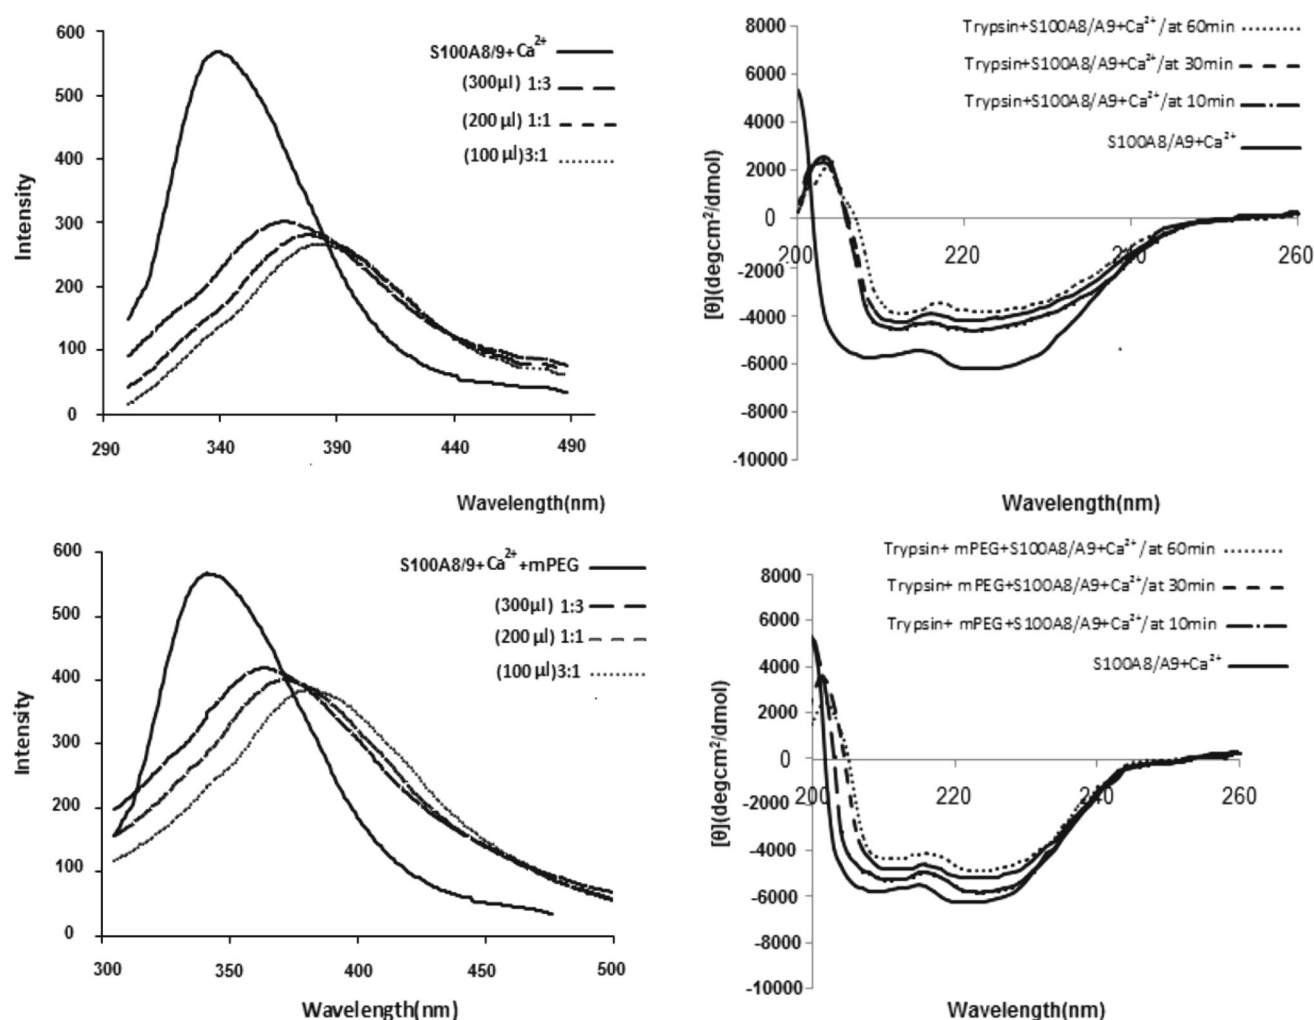 600
500
400
300
200
100
0
290
340
390
440
490
Intensity
Wavelength(nm)
S100A8/9+Ca2+
(300µl) 1:3
(200 µl) 1:1
(100 µl)3:1
8000
6000
4000
2000
0
-2000
-4000
-6000
-8000
-10000
200
220
240
260
[θ](degcm²/dmol)
Wavelength(nm)
Trypsin+S100A8/A9+Ca²⁺/at 60min
Trypsin+S100A8/A9+Ca²⁺/at 30min
Trypsin+S100A8/A9+Ca²⁺/at 10min
S100A8/A9+Ca²⁺
600
500
400
300
200
100
0
300
350
400
450
500
Intensity
Wavelength(nm)
S100A8/9+Ca2+ +mPEG
(300µl) 1:3
(200 µl) 1:1
(100 µl)3:1
8000
6000
4000
2000
0
-2000
-4000
-6000
-8000
-10000
200
220
240
260
[θ](degcm²/dmol)
Wavelength(nm)
Trypsin+ mPEG+S100A8/A9+Ca²⁺/at 60min
Trypsin+ mPEG+S100A8/A9+Ca²⁺/at 30min
Trypsin+ mPEG+S100A8/A9+Ca²⁺/at 10min
S100A8/A9+Ca²⁺